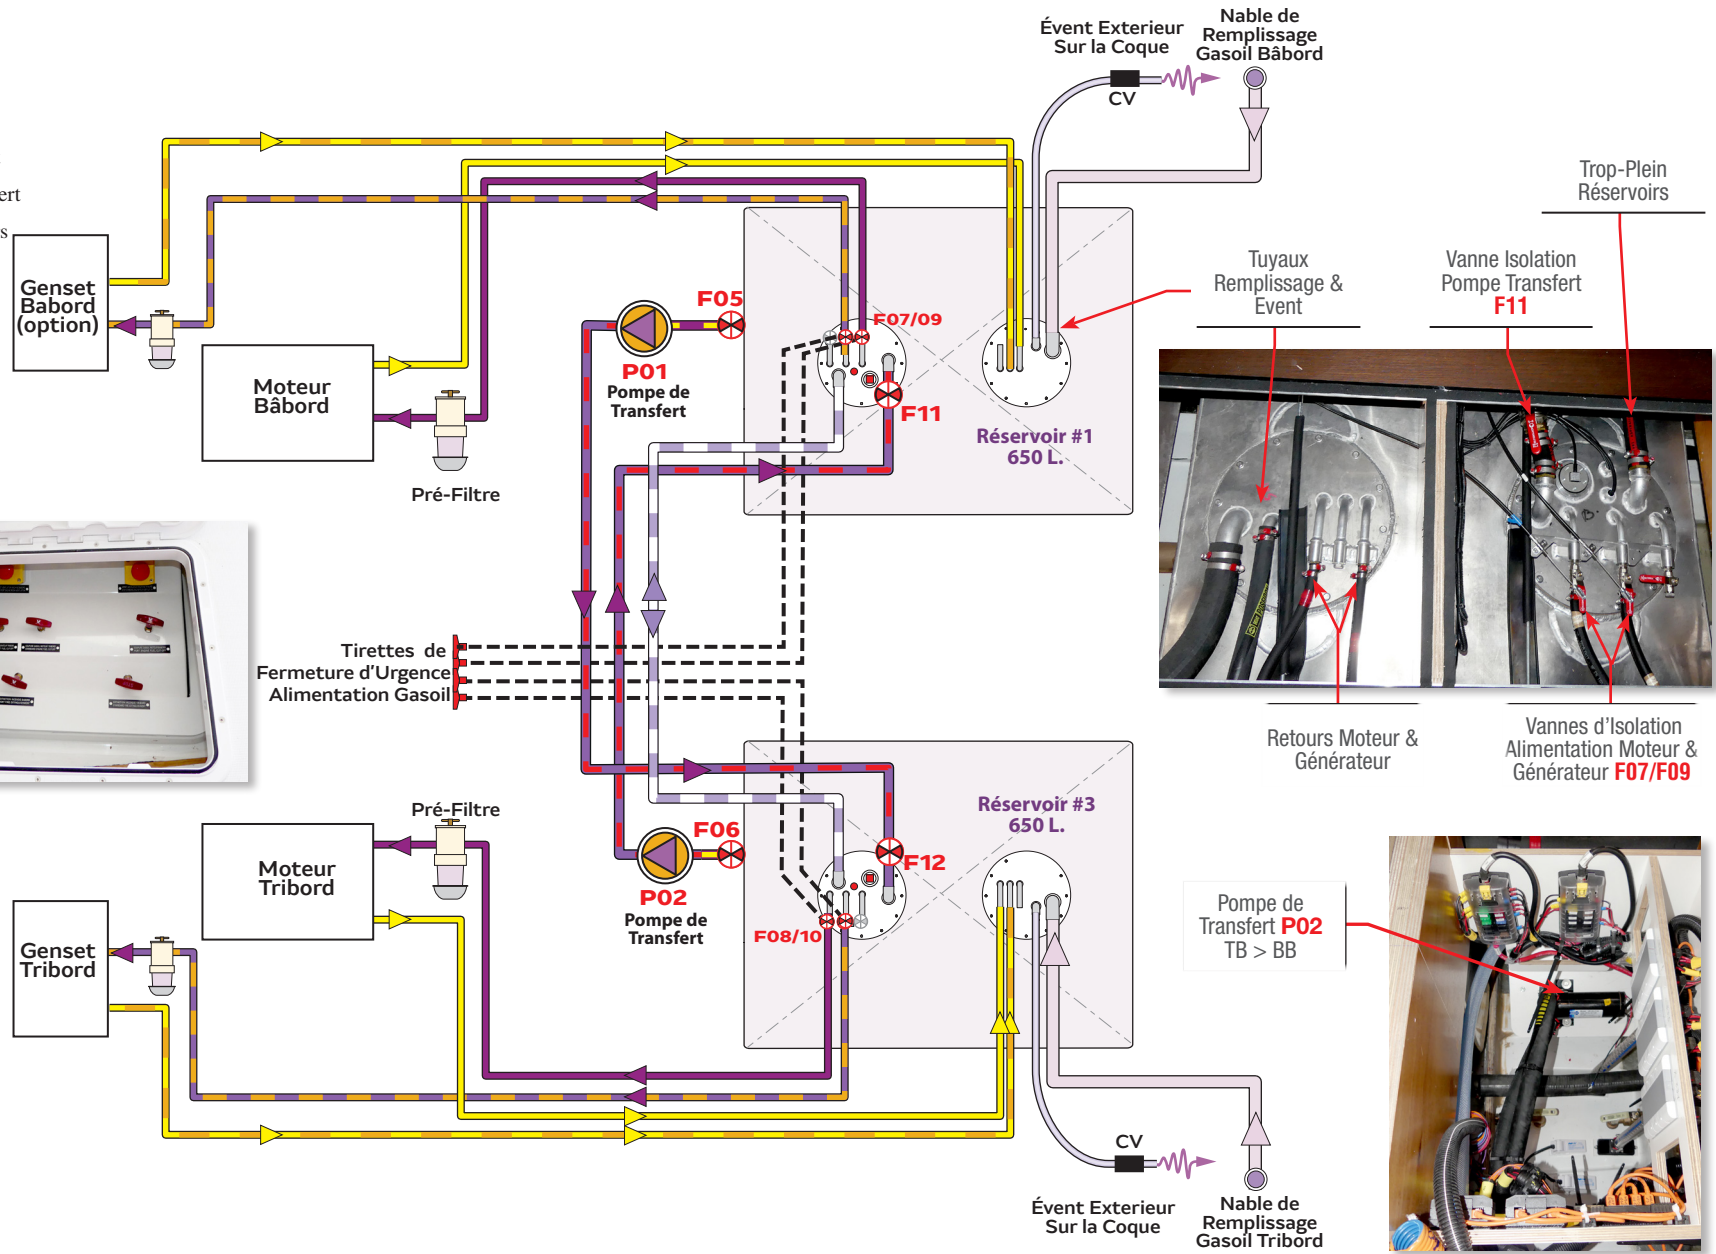 Évent Exterieur
Sur la Coque
CV
Nable de
Remplissage
Gasoil Bâbord
ert
s
Genset
Babord
(option)
Moteur
Bâbord
Pré-Filtre
P01
Pompe de
Transfert
F05
F07/09
F11
Réservoir #1
650 L.
Tuyaux
Remplissage &
Event
Vanne Isolation
Pompe Transfert
F11
Trop-Plein
Réservoirs
Tirettes de
Fermeture d'Urgence
Alimentation Gasoil
Retours Moteur &
Générateur
Vannes d’Isolation
Alimentation Moteur &
Générateur F07/F09
Pré-Filtre
Moteur
Tribord
Genset
Tribord
F06
P02
Pompe de
Transfert
F12
F08/10
Réservoir #3
650 L.
Pompe de
Transfert P02
TB > BB
CV
Évent Exterieur
Sur la Coque
Nable de
Remplissage
Gasoil Tribord